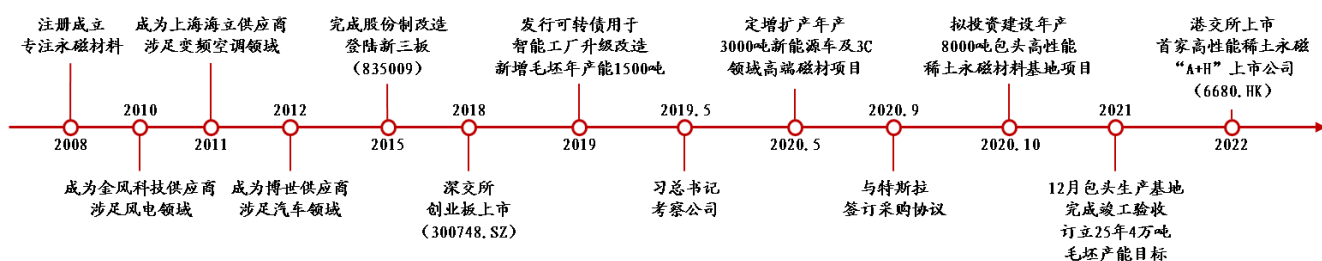 注册成立
专注永磁材料
2008
2010
成为金风科技供应商
涉足风电领域
成为上海海立供应商
涉足变频空调领域
2011
2012
成为博世供应商
涉足汽车领域
完成股份制改造
登陆新三板
(835009)
2015
2018
深交所
创业板上市
(300748.SZ)
发行可转债用于
智能工厂升级改造
新增毛坯年产能1500吨
2019
2019.5
习总书记
考察公司
定增扩产年产
3000吨新能源车及3C
领域高端磁材项目
2020.5
2020.9
与特斯拉
签订采购协议
拟投资建设年产
8000吨包头高性能
稀土永磁材料基地项目
2020.10
2021
12月包头生产基地
完成竣工验收
订立25年4万吨
毛坯产能目标
港交所上市
首家高性能稀土永磁
“A+H”上市公司
(6680.HK)
2022